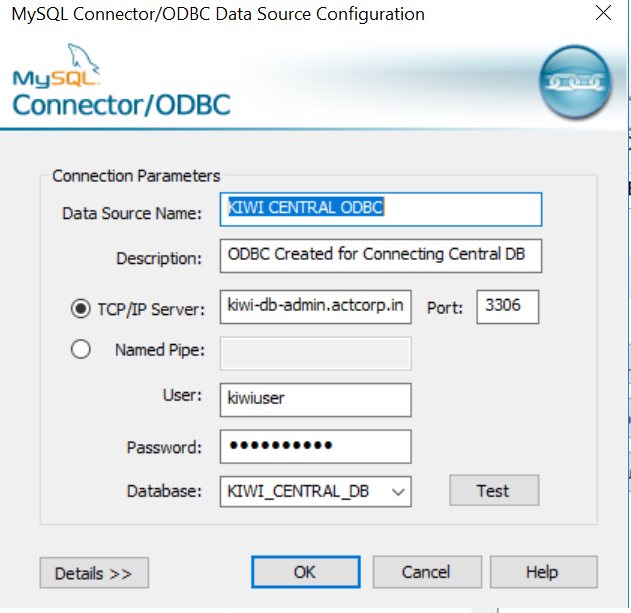 MySQL Connector/ODBC Data Source Configuration
MySQL
Connector/ODBC
Connection Parameters
Data Source Name: KIWI CENTRAL ODBC
Description: ODBC Created for Connecting Central DB
TCP/IP Server: kiwi-db-admin.actcorp.in Port: 3306
Named Pipe:
User: kiwiuser
Password: ••••••••••
Database: KIWI_CENTRAL_DB Test
Details >> OK Cancel Help